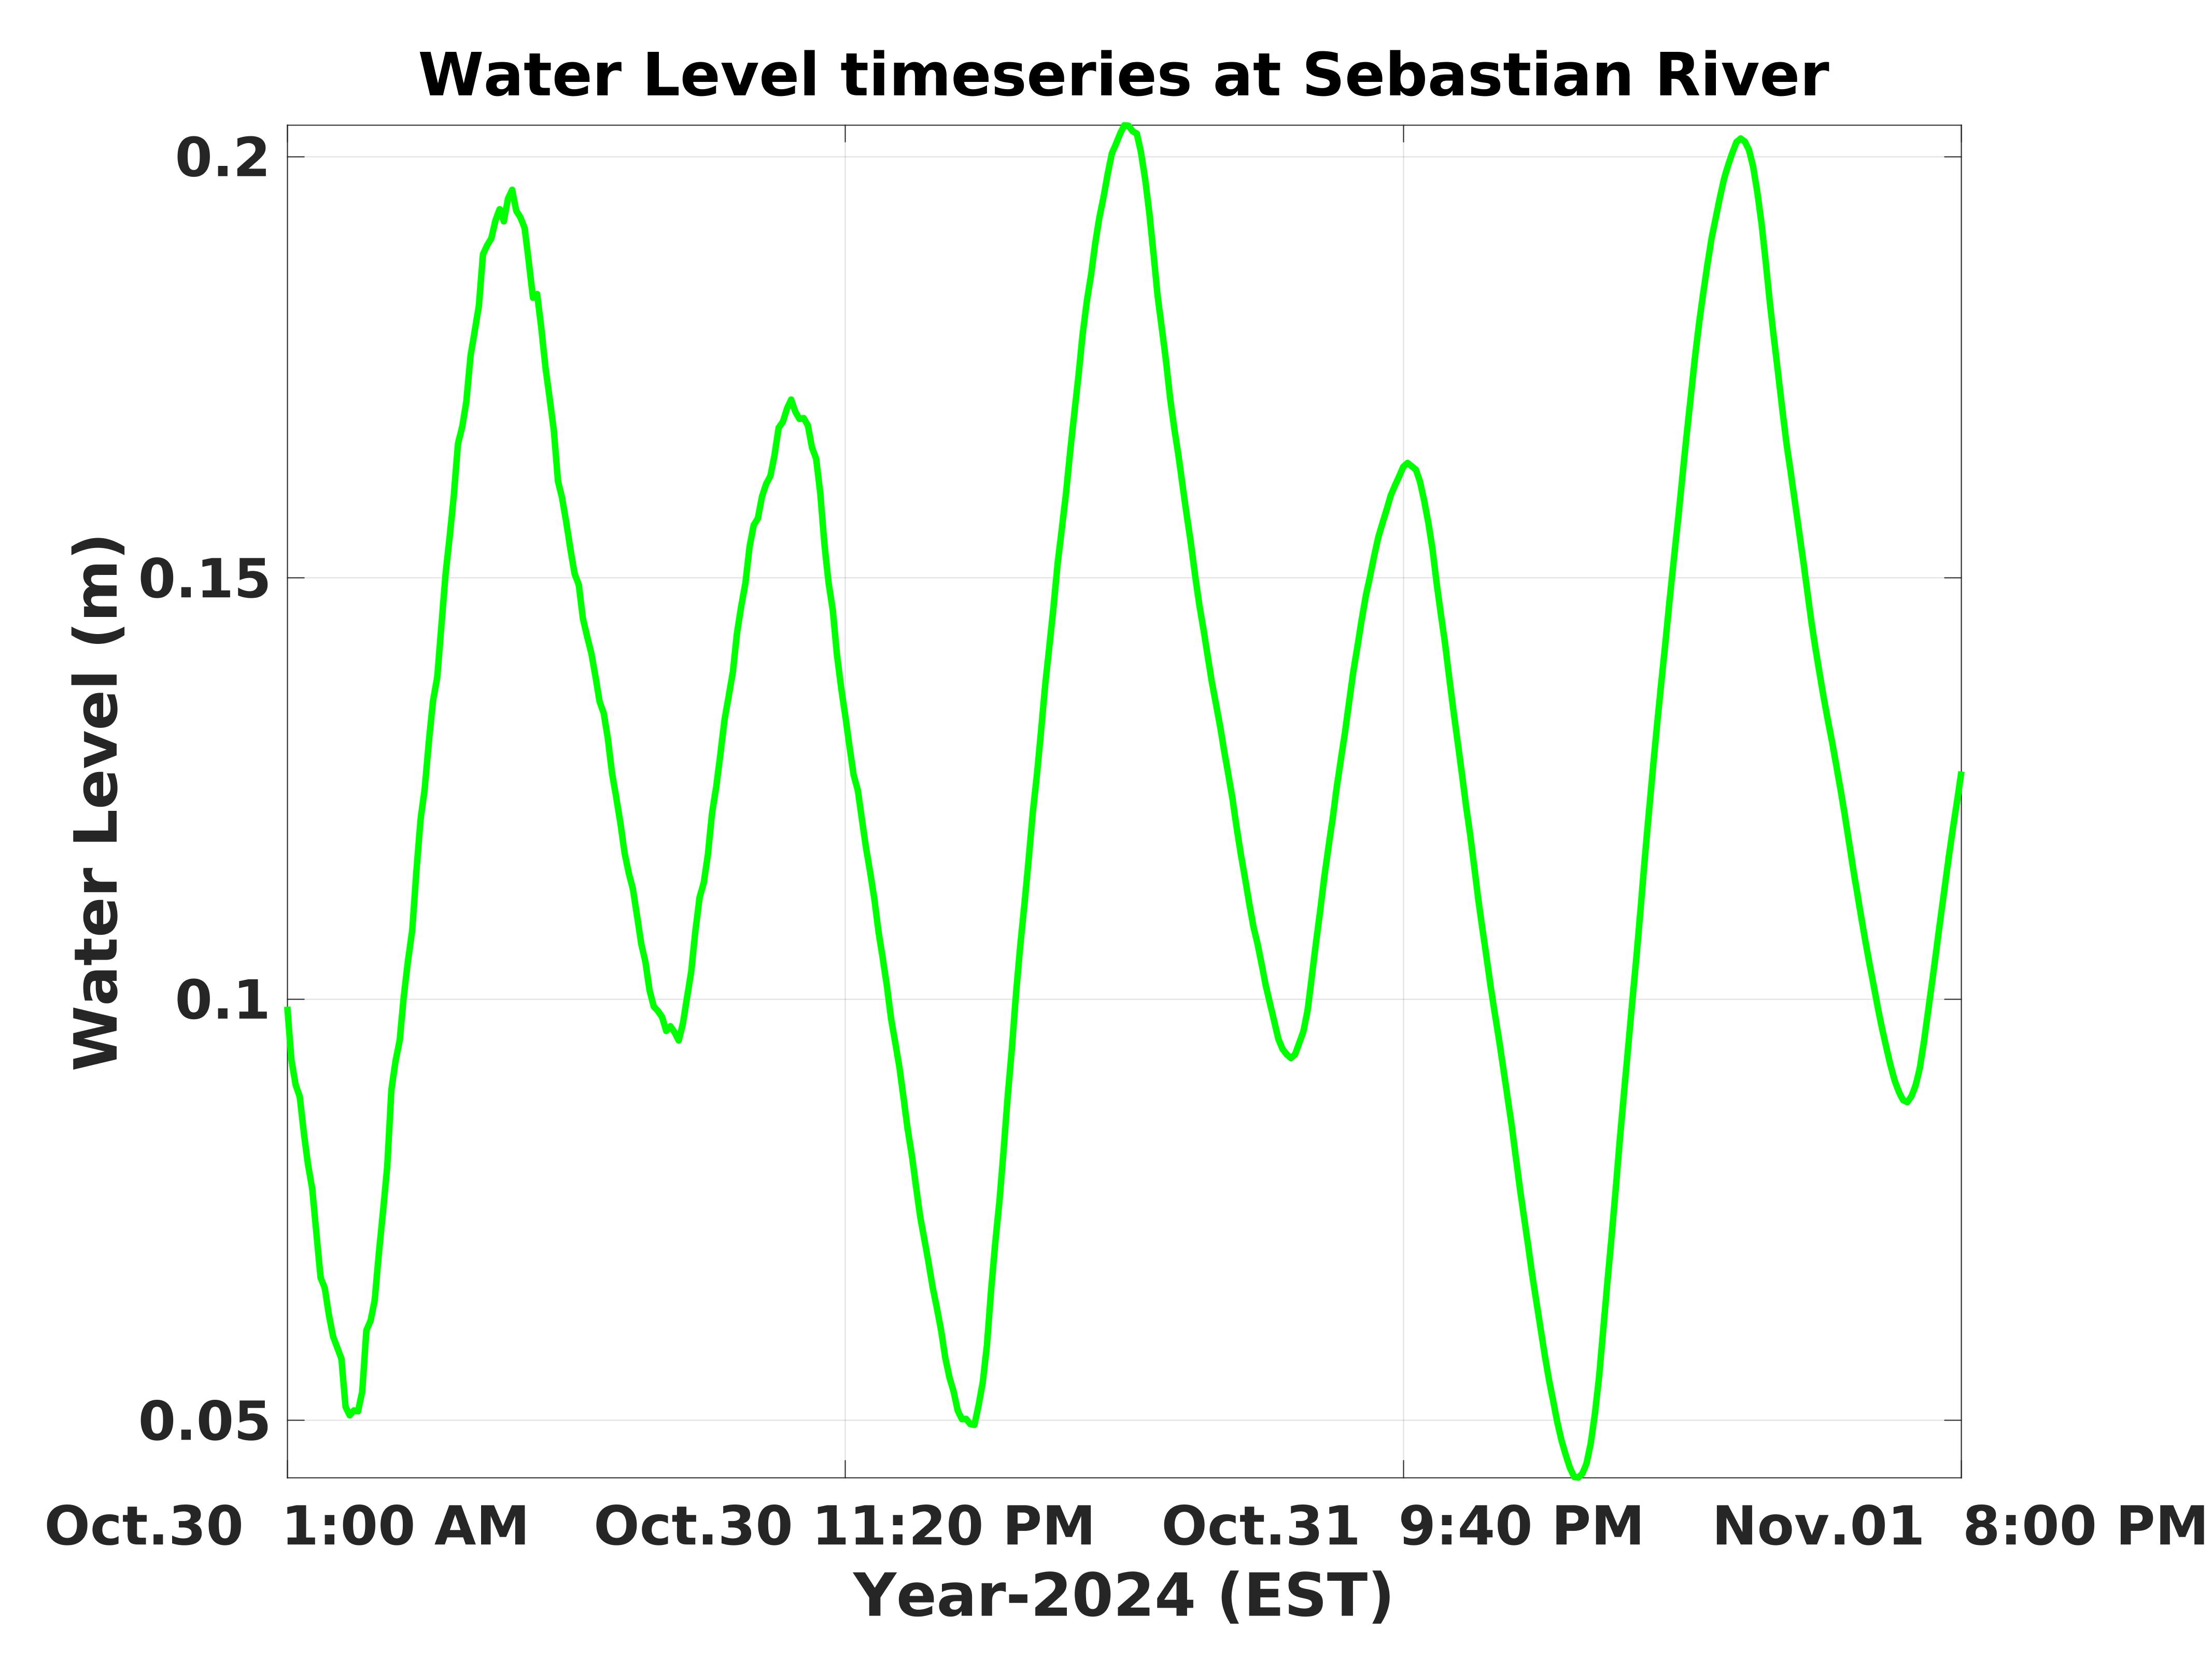 Water Level timeseries at Sebastian River
Water Level (m)
0.2
0.15
0.1
0.05
Oct.30  1:00 AM
Oct.30 11:20 PM
Oct.31  9:40 PM
Nov.01  8:00 PM
Year-2024 (EST)